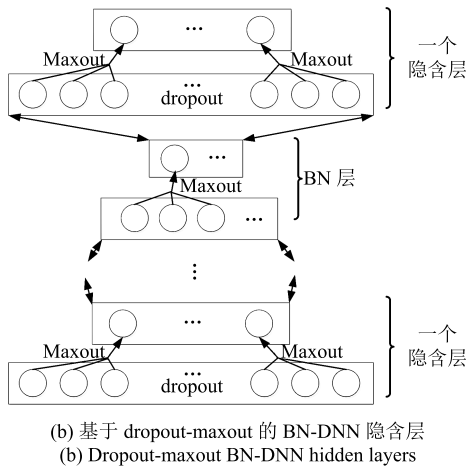 ...
Maxout
Maxout
一个
隐含层
...
dropout
...
Maxout
BN 层
...
...
...
Maxout
Maxout
一个
隐含层
...
dropout
(b) 基于 dropout-maxout 的 BN-DNN 隐含层
(b) Dropout-maxout BN-DNN hidden layers